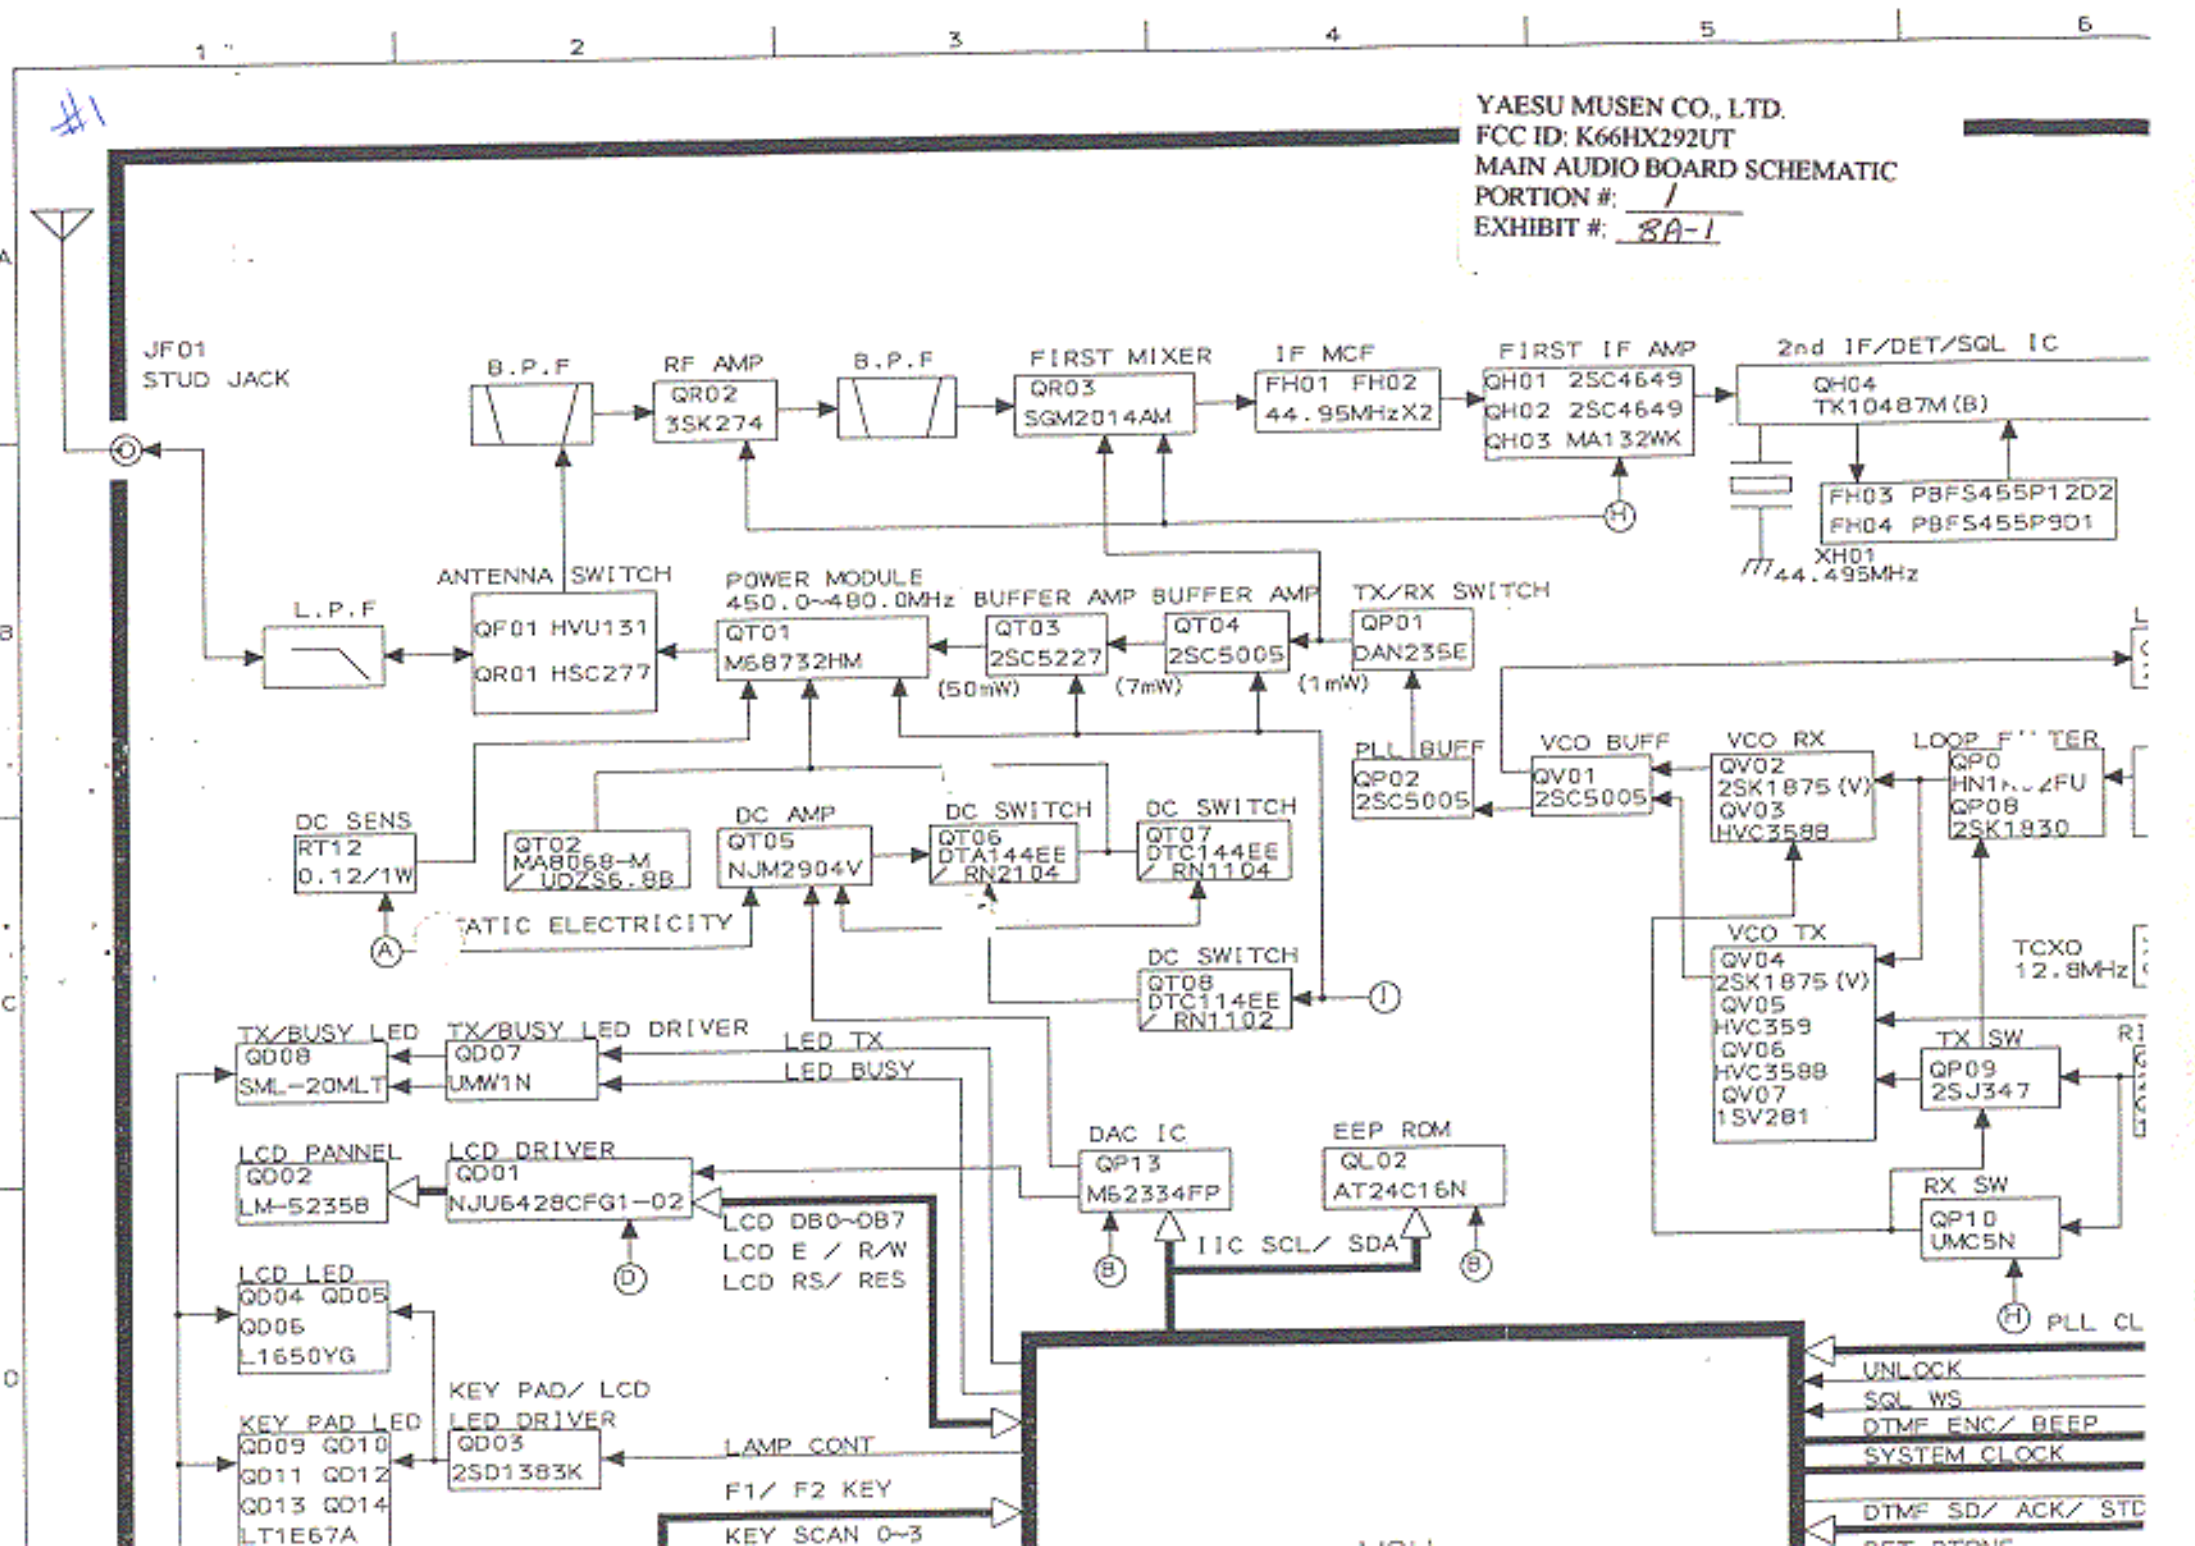 1
2
3
4
5
6
#1
YAESU MUSEN CO., LTD.
FCC ID: K66HX292UT
MAIN AUDIO BOARD SCHEMATIC
PORTION #: 1
EXHIBIT #: 8A-1
A
JF01
STUD JACK
B.P.F
RF AMP
QR02
3SK274
B.P.F
FIRST MIXER
QR03
SGM2014AM
IF MCF
FH01 FH02
44.95MHzX2
FIRST IF AMP
QH01 2SC4649
QH02 2SC4649
QH03 MA132WK
2nd IF/DET/SQL IC
QH04
TK10487M(B)
FH03 PBFS455P12D2
FH04 PBFS455P9D1
XH01
44.495MHz
H
B
L.P.F
ANTENNA SWITCH
QF01 HVU131
QR01 HSC277
POWER MODULE
450.0~480.0MHz
QT01
M68732HM
BUFFER AMP
QT03
2SC5227
(50mW)
BUFFER AMP
QT04
2SC5005
(7mW)
TX/RX SWITCH
QP01
DAN235E
(1mW)
PLL BUFF
QP02
2SC5005
VCO BUFF
QV01
2SC5005
VCO RX
QV02
2SK1875(V)
QV03
HVC358B
LOOP
QP08
2SK1830
DC SENS
RT12
0.12/1W
A
QT02
MA8068-M
/ UDZS6.8B
DC AMP
QT05
NJM2904V
DC SWITCH
QT06
DTA144EE
/ RN2104
DC SWITCH
QT07
DTC144EE
/ RN1104
ATIC ELECTRICITY
DC SWITCH
QT08
DTC114EE
/ RN1102
J
VCO TX
QV04
2SK1875(V)
QV05
HVC359
QV06
HVC358B
QV07
1SV281
TCXO
12.8MHz
C
TX/BUSY LED
QD08
SML-20MLT
TX/BUSY LED DRIVER
QD07
UMW1N
LED TX
LED BUSY
TX SW
QP09
2SJ347
LCD PANNEL
QD02
LM-5235B
LCD DRIVER
QD01
NJU6428CFG1-02
D
LCD DB0~DB7
LCD E / R/W
LCD RS/ RES
DAC IC
QP13
M62334FP
B
EEP ROM
QL02
AT24C16N
B
IIC SCL/ SDA
RX SW
QP10
UMC5N
H
PLL CL
D
LCD LED
QD04 QD05
QD06
L1650YG
KEY PAD/ LCD
LED DRIVER
QD03
2SD1383K
KEY PAD LED
QD09 QD10
QD11 QD12
QD13 QD14
LT1E67A
LAMP CONT
F1/ F2 KEY
KEY SCAN 0~3
UNLOCK
SQL WS
DTMF ENC/ BEEP
SYSTEM CLOCK
DTMF SD/ ACK/ STD